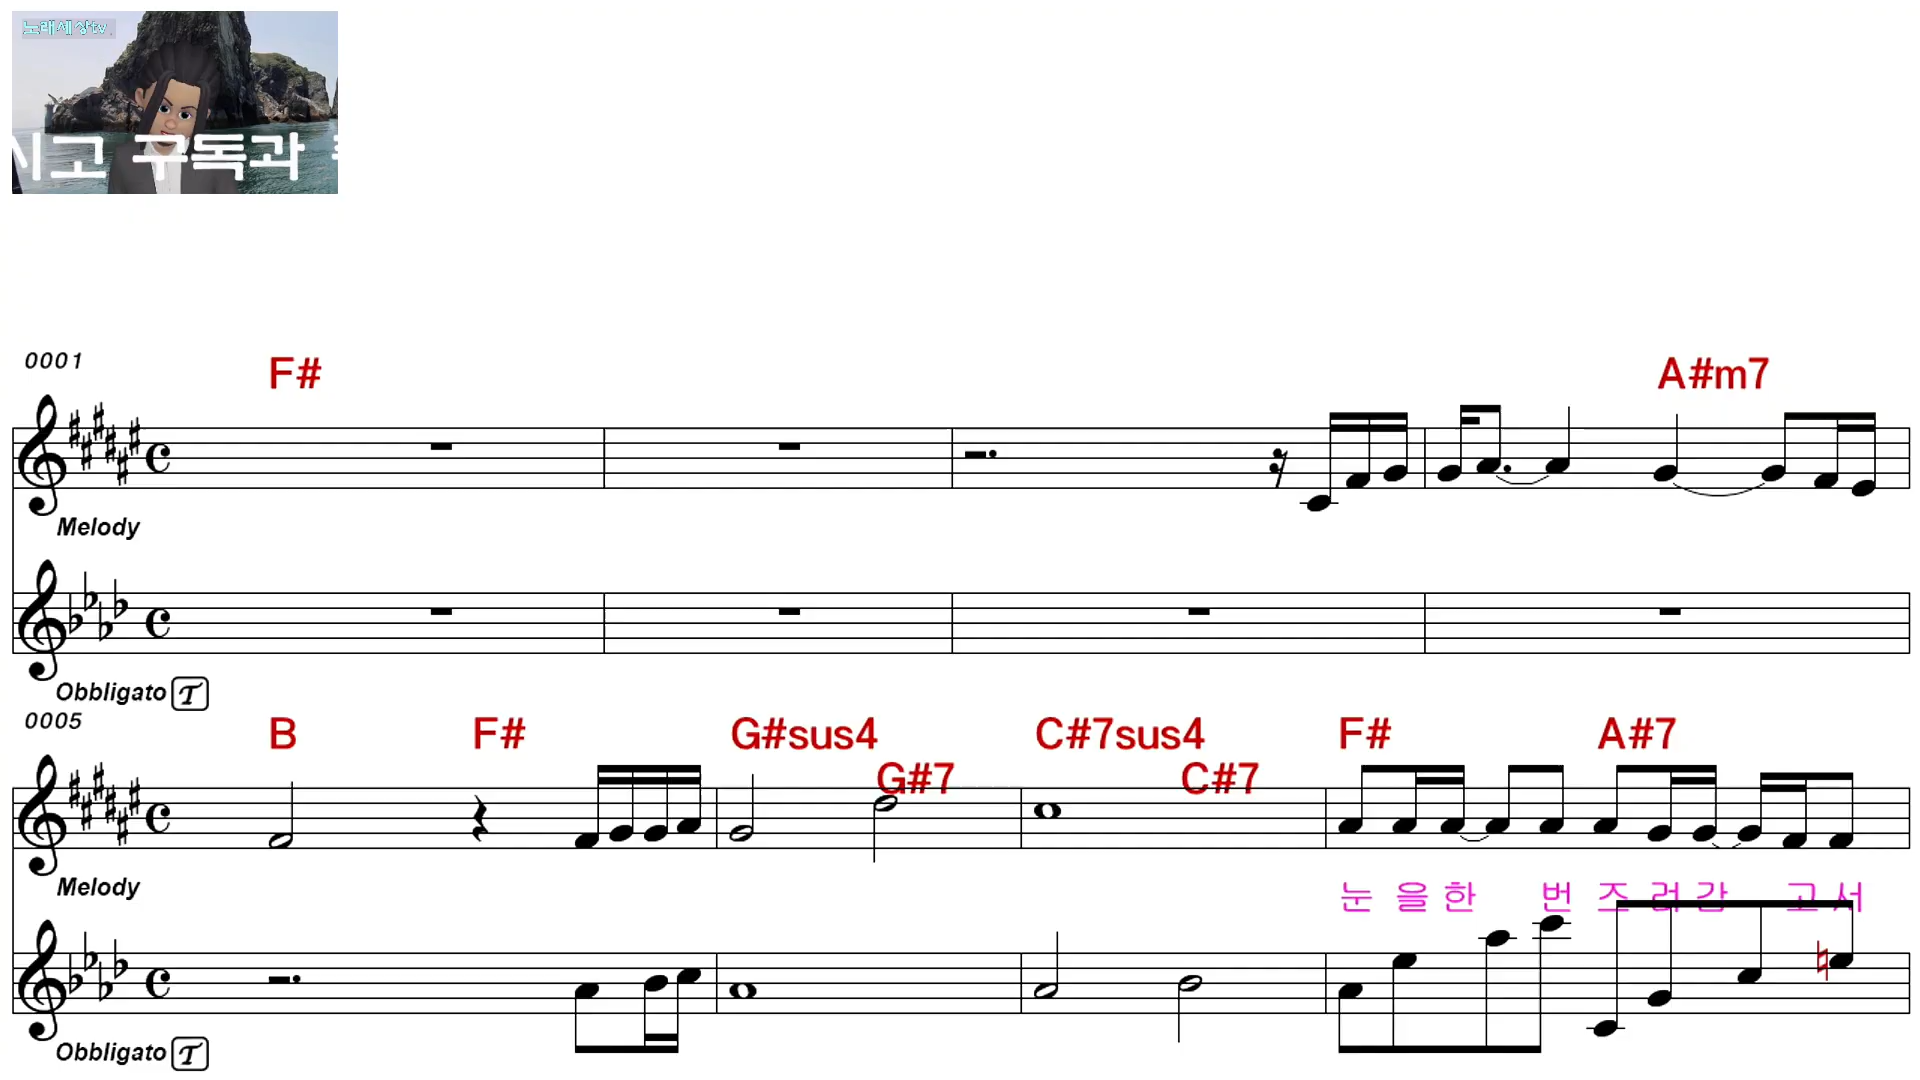 노래세상tv
시고 구독과
0001
F# A#m7
Melody
Obbligato T
0005
B F# G#sus4 G#7 C#7sus4 C#7 F# A#7
Melody
눈 을 한 번 즈 려 감 고 서
Obbligato T